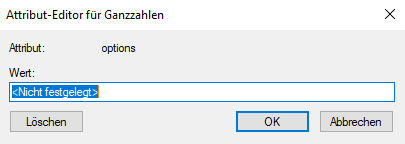 Attribut-Editor für Ganzzahlen
Attribut: options
Wert:
<Nicht festgelegt>
Löschen OK Abbrechen